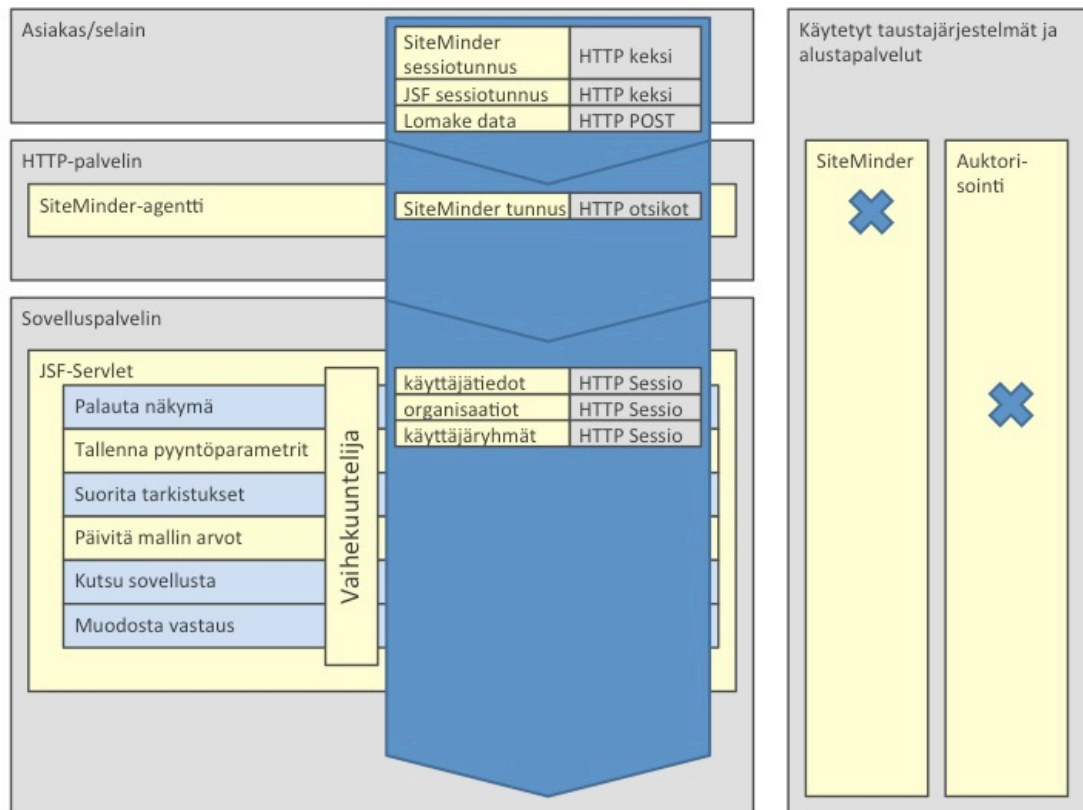 Asiakas/selain
SiteMinder
sessiotunnus
HTTP keksi
JSF sessiotunnus
HTTP keksi
Lomake data
HTTP POST
HTTP-palvelin
SiteMinder-agentti
SiteMinder tunnus
HTTP otsikot
Sovelluspalvelin
JSF-Servlet
Palauta näkymä
Tallenna pyyntöparametrit
Suorita tarkistukset
Päivitä mallin arvot
Kutsu sovellusta
Muodosta vastaus
Vaihekuuntelija
käyttäjätiedot
HTTP Sessio
organisaatiot
HTTP Sessio
käyttäjäryhmät
HTTP Sessio
Käytetyt taustajärjestelmät ja
alustapalvelut
SiteMinder
Auktori-
sointi